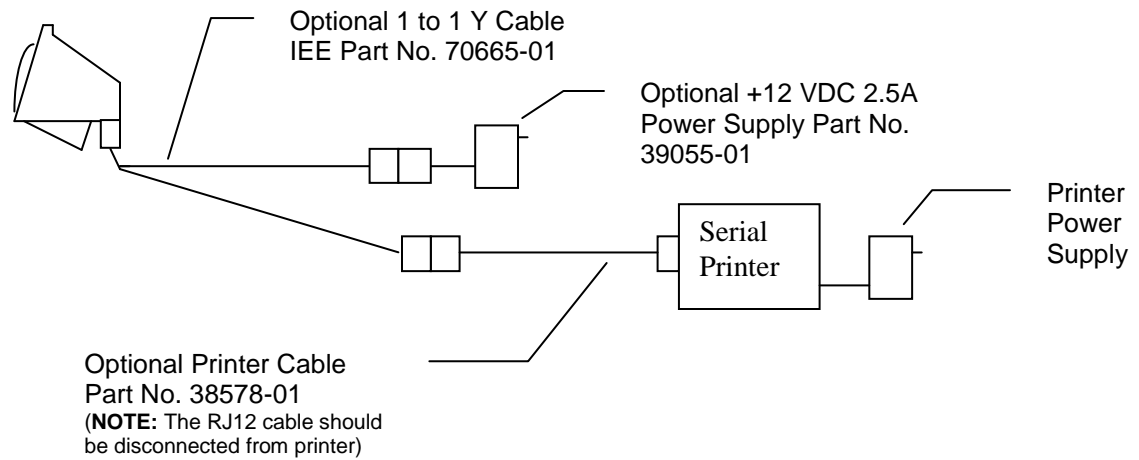 Optional 1 to 1 Y Cable
IEE Part No. 70665-01
Optional +12 VDC 2.5A
Power Supply Part No.
39055-01
Printer
Power
Supply
Serial
Printer
Optional Printer Cable
Part No. 38578-01
(NOTE: The RJ12 cable should
be disconnected from printer)